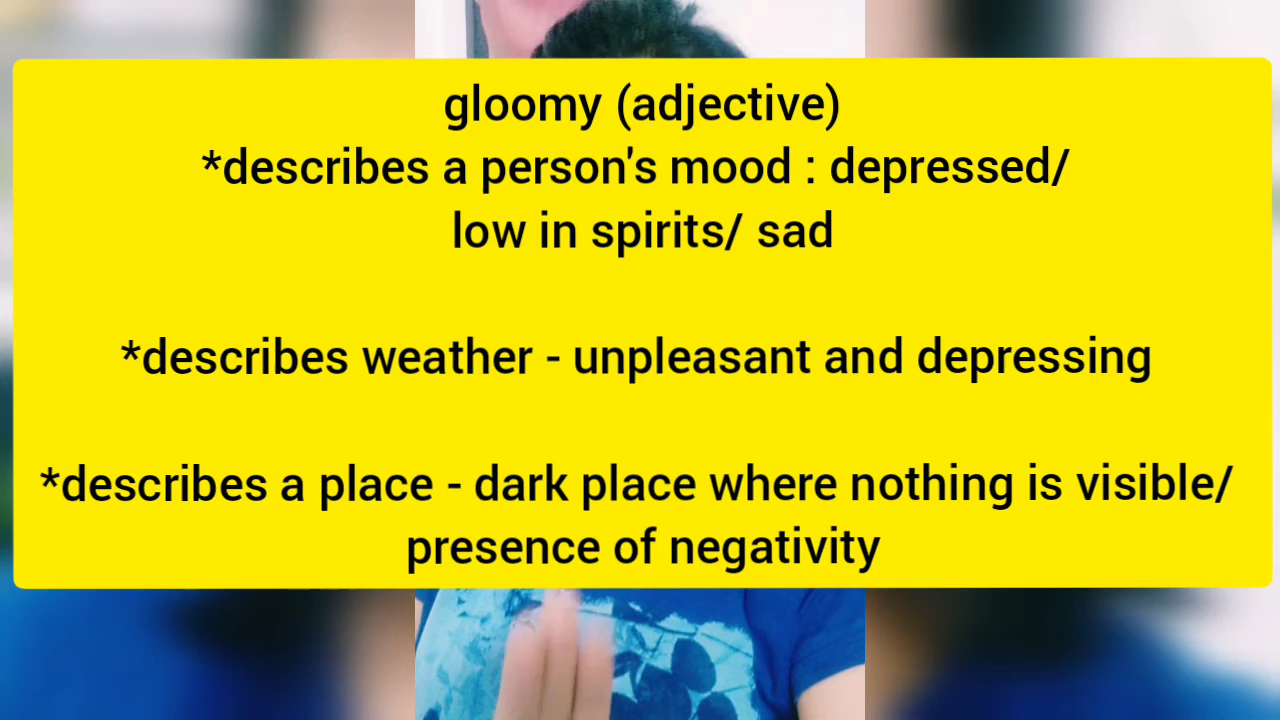 gloomy (adjective)
*describes a person's mood : depressed/
low in spirits/ sad
*describes weather - unpleasant and depressing
*describes a place - dark place where nothing is visible/
presence of negativity